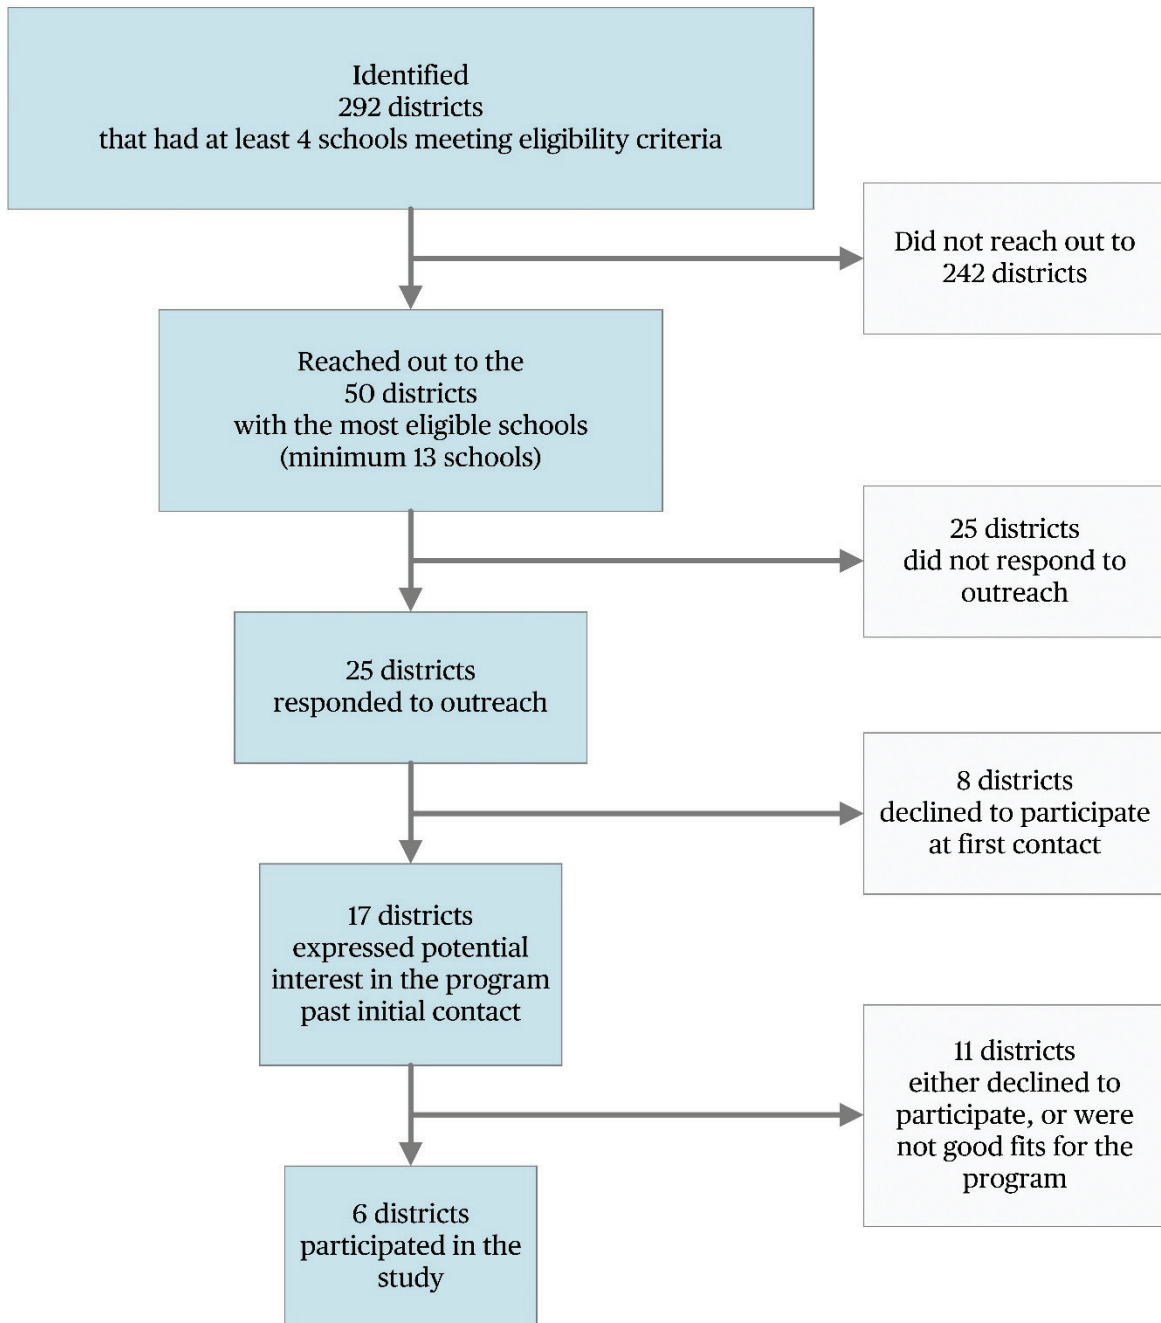 Identified
292 districts
that had at least 4 schools meeting eligibility criteria
Did not reach out to
242 districts
Reached out to the
50 districts
with the most eligible schools
(minimum 13 schools)
25 districts
did not respond to
outreach
25 districts
responded to outreach
8 districts
declined to participate
at first contact
17 districts
expressed potential
interest in the program
past initial contact
11 districts
either declined to
participate, or were
not good fits for the
program
6 districts
participated in the
study